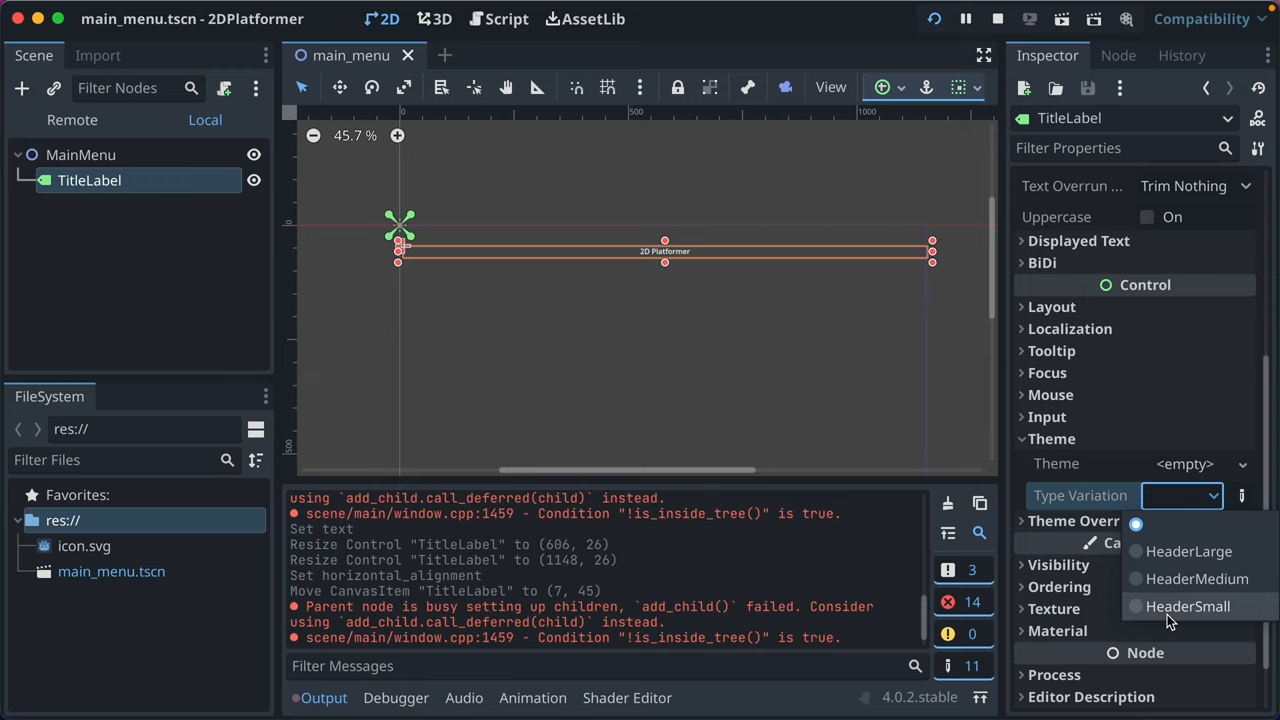 main_menu.tscn - 2DPlatformer
2D
3D
Script
AssetLib
Compatibility
Scene
Import
Filter Nodes
Remote
Local
MainMenu
TitleLabel
FileSystem
res://
Filter Files
Favorites:
res://
icon.svg
main_menu.tscn
main_menu
View
0
500
1000
45.7 %
0
500
2D Platformer
using `add_child.call_deferred(child)` instead.
scene/main/window.cpp:1459 - Condition "!is_inside_tree()" is true.
Set text
Resize Control "TitleLabel" to (606, 26)
Resize Control "TitleLabel" to (1148, 26)
Set horizontal_alignment
Move CanvasItem "TitleLabel" to (7, 45)
Parent node is busy setting up children, `add_child()` failed. Consider
using `add_child.call_deferred(child)` instead.
scene/main/window.cpp:1459 - Condition "!is_inside_tree()" is true.
3
14
0
11
Filter Messages
Output
Debugger
Audio
Animation
Shader Editor
4.0.2.stable
Inspector
Node
History
TitleLabel
Filter Properties
Text Overrun ...
Trim Nothing
Uppercase
On
Displayed Text
BiDi
Control
Layout
Localization
Tooltip
Focus
Mouse
Input
Theme
Theme
<empty>
Type Variation
Theme Overr
Ca
HeaderLarge
HeaderMedium
HeaderSmall
Visibility
Ordering
Texture
Material
Node
Process
Editor Description